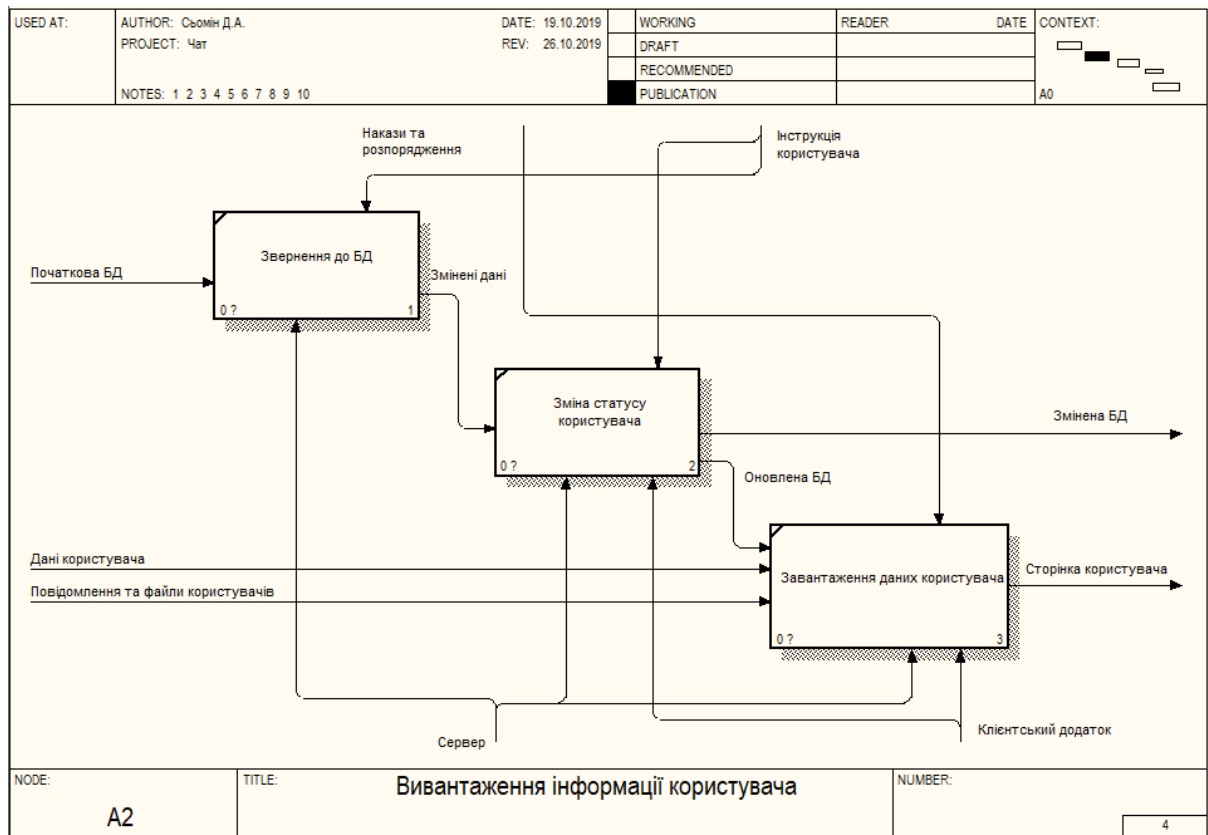 USED AT:
AUTHOR: Сьомін Д.А.
DATE: 19.10.2019
PROJECT: Чат
REV: 26.10.2019
NOTES: 1 2 3 4 5 6 7 8 9 10
WORKING
DRAFT
RECOMMENDED
PUBLICATION
READER DATE
CONTEXT:
A0
Накази та
розпорядження
Інструкція
користувача
Початкова БД
Звернення до БД
0 ? 1
Змінені дані
Зміна статусу
користувача
0 ? 2
Змінена БД
Оновлена БД
Дані користувача
Повідомлення та файли користувачів
Завантаження даних користувача
0 ? 3
Сторінка користувача
Сервер
Клієнтський додаток
NODE:
A2
TITLE:
Вивантаження інформації користувача
NUMBER:
4